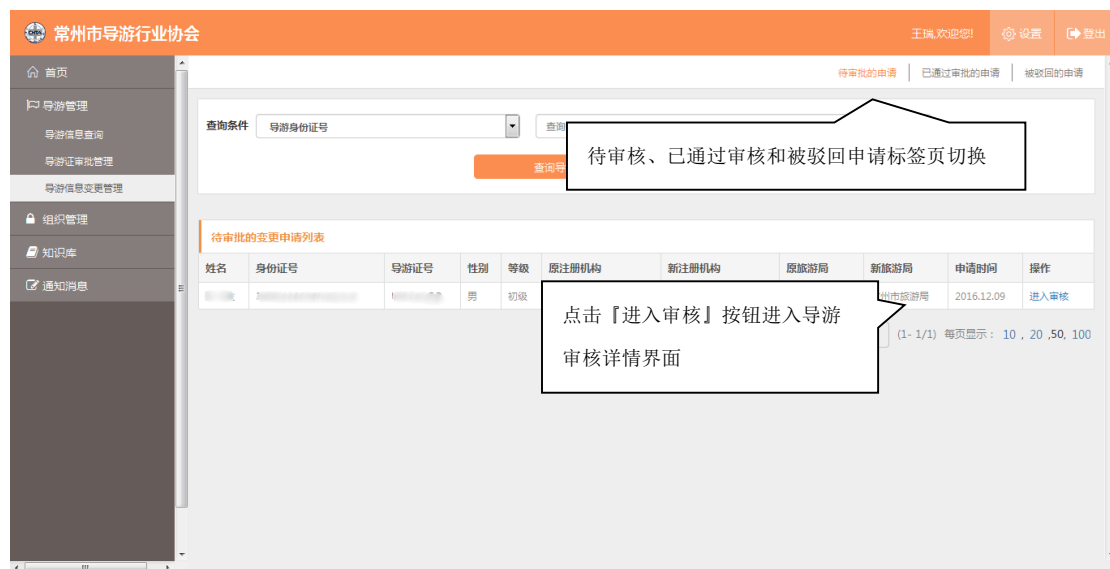 常州市导游行业协会
王瑞,欢迎您!
设置
登出
首页
导游管理
导游信息查询
导游证审批管理
导游信息变更管理
组织管理
知识库
通知消息
待审批的申请
已通过审批的申请
被驳回的申请
查询条件
导游身份证号
查询
查询导
待审核、已通过审核和被驳回申请标签页切换
待审批的变更申请列表
姓名 身份证号 导游证号 性别 等级 原注册机构 新注册机构 原旅游局 新旅游局 申请时间 操作
男 初级 州市旅游局 2016.12.09 进入审核
点击『进入审核』按钮进入导游
审核详情界面
(1- 1/1) 每页显示: 10 , 20 ,50, 100